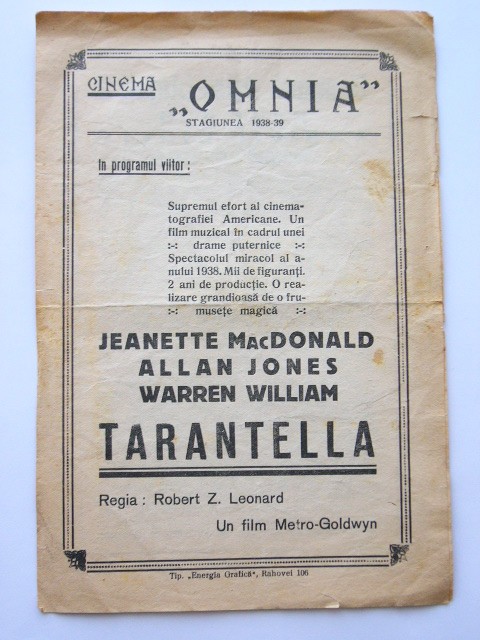 CINEMA
„OMNIA”
STAGIUNEA 1938-39
In programul viitor :
Supremul efort al cinema-
tografiei Americane. Un
film muzical în cadrul unei
:-: drame puternice :-:
Spectacolul miracol al a-
nului 1938. Mii de figuranți.
2 ani de producție. O rea-
lizare grandioasă de o fru-
:-: musețe magică :-:
JEANETTE MacDONALD
ALLAN JONES
WARREN WILLIAM
TARANTELLA
Regia : Robert Z. Leonard
Un film Metro-Goldwyn
Tip. „Energia Grafică”, Rahovei 106